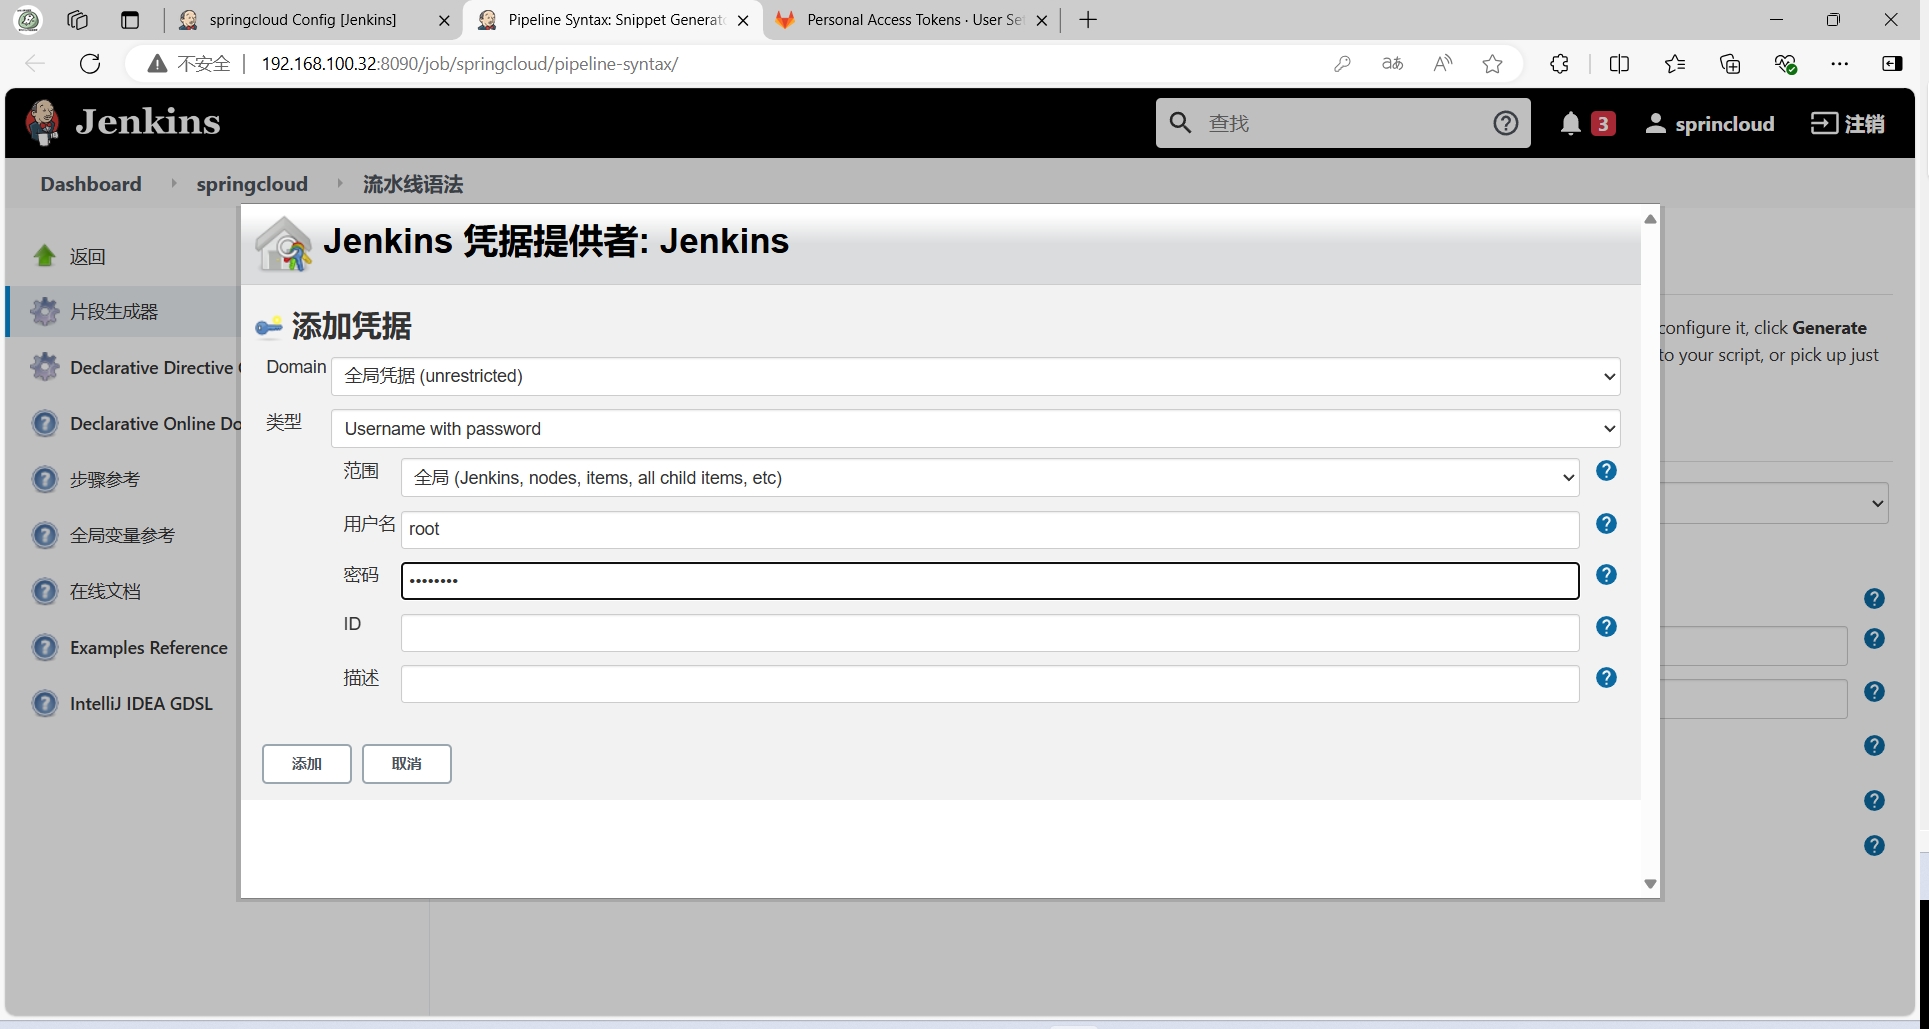 springcloud Config [Jenkins]
Pipeline Syntax: Snippet Generat
Personal Access Tokens · User Se
不安全
192.168.100.32:8090/job/springcloud/pipeline-syntax/
Jenkins
查找
3
sprincloud
注销
Dashboard
springcloud
流水线语法
返回
片段生成器
Declarative Directive
Declarative Online Do
步骤参考
全局变量参考
在线文档
Examples Reference
IntelliJ IDEA GDSL
Jenkins 凭据提供者: Jenkins
添加凭据
Domain
全局凭据 (unrestricted)
类型
Username with password
范围
全局 (Jenkins, nodes, items, all child items, etc)
用户名
root
密码
••••••••
ID
描述
添加
取消
configure it, click Generate
to your script, or pick up just